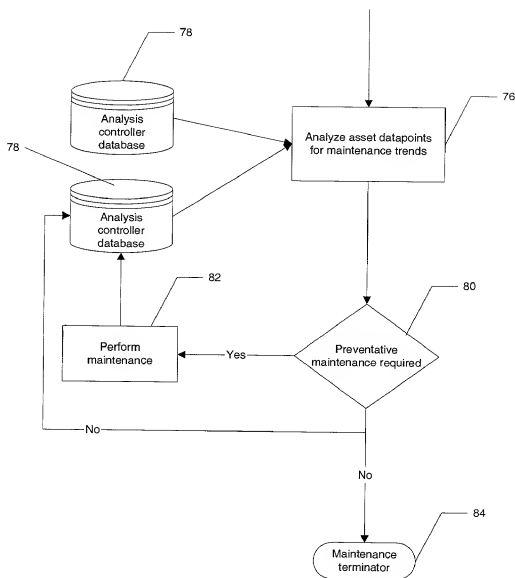 78
Analysis
controller
database
76
Analyze asset datapoints
for maintenance trends
78
Analysis
controller
database
82
Perform
maintenance
80
Preventative
maintenance required
Yes
No
No
84
Maintenance
terminator